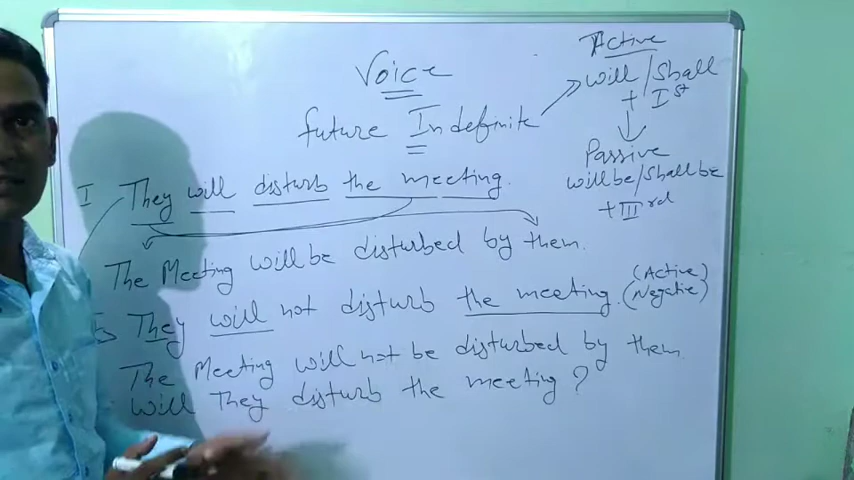 Voice
future Indefinite
Active
will/Shall
+ Ist
Passive
will be/Shall be
+ IIIrd
I They will disturb the meeting.
The Meeting will be disturbed by them.
They will not disturb the meeting. (Active)
(Negatie)
The Meeting will not be disturbed by them.
will They disturb the meeting?